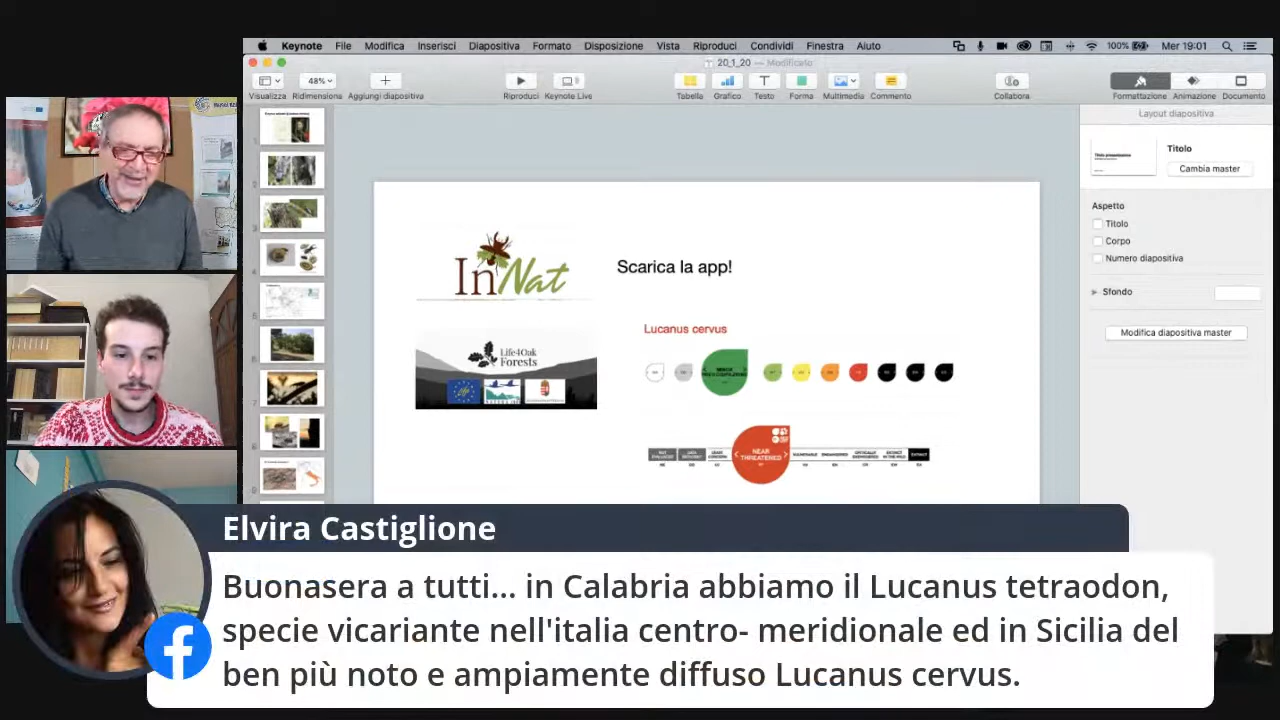 Keynote File Modifica Inserisci Diapositiva Formato Disposizione Vista Riproduci Condividi Finestra Aiuto 100% Mer 19:01
20_1_20 — Modificato
48%
Visualizza Ridimensiona Aggiungi diapositiva Riproduci Keynote Live Tabella Grafico Testo Forma Multimedia Commento Collabora Formattazione Animazione Documento
Layout diapositiva
Titolo
Cambia master
Aspetto
Titolo
Corpo
Numero diapositiva
Sfondo
Modifica diapositiva master
InNat
Scarica la app!
Life4Oak
Forests
Lucanus cervus
NEAR
THREATENED
Elvira Castiglione
Buonasera a tutti... in Calabria abbiamo il Lucanus tetraodon,
specie vicariante nell'italia centro- meridionale ed in Sicilia del
ben più noto e ampiamente diffuso Lucanus cervus.